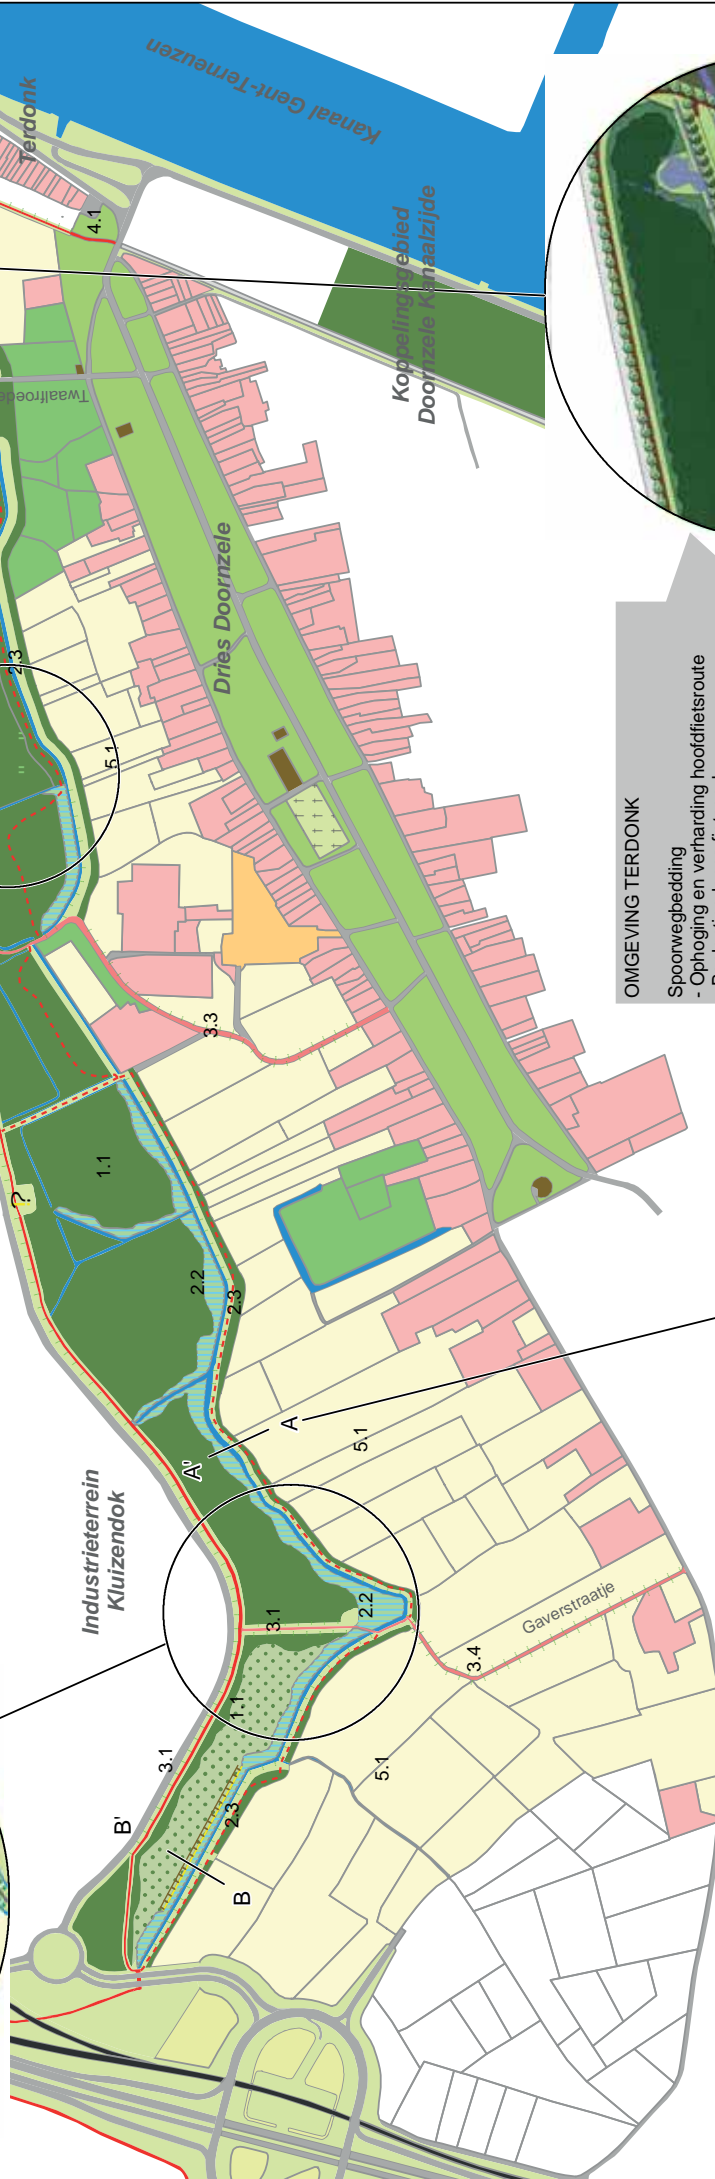 Kanaal Gent-Terneuzen
Terdonk
4.1
Koppelingsgebied
Doornzele Kanaalzijde
Twaalfroede
Dries Doornzele
2.3
5.1
OMGEVING TERDONK
Spoorwegbedding
- Ophoging en verharding hoofdfietsroute
3.3
1.1
?
2.2
2.3
A
A'
5.1
Industrieterrein
Kluizendok
3.1
2.2
Gaverstraatje
3.4
1.1
3.1
5.1
B'
2.3
B